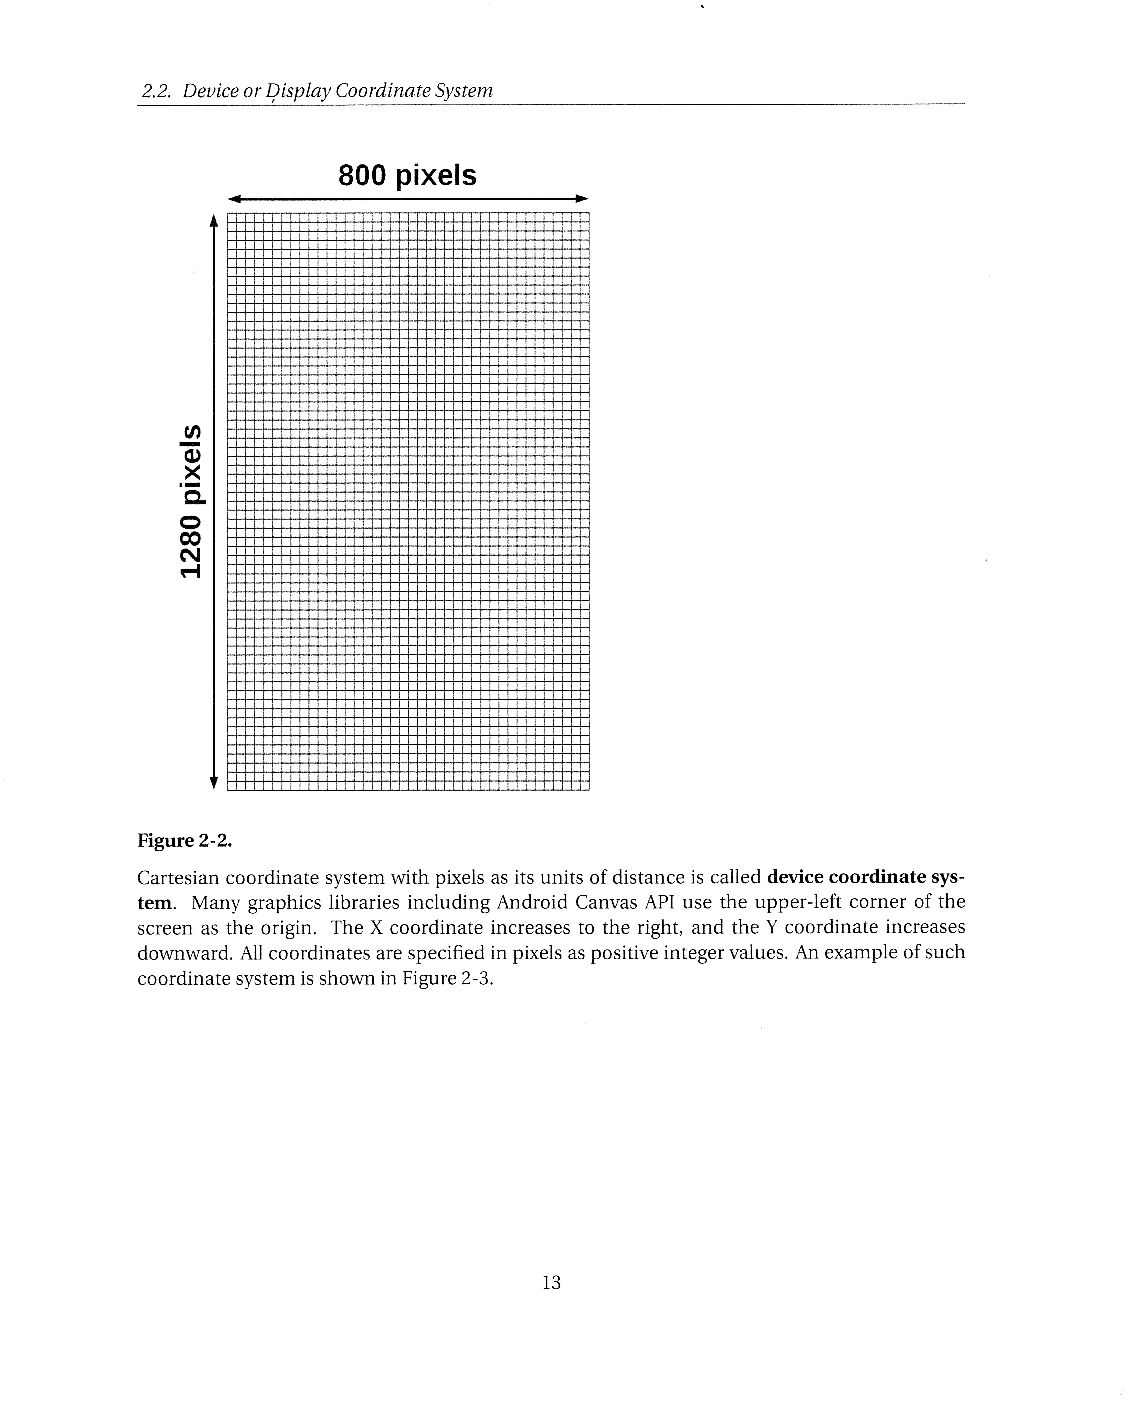 2.2. Device or Display Coordinate System
800 pixels
1280 pixels
Figure 2-2.
Cartesian coordinate system with pixels as its units of distance is called device coordinate sys-
tem. Many graphics libraries including Android Canvas API use the upper-left corner of the
screen as the origin. The X coordinate increases to the right, and the Y coordinate increases
downward. All coordinates are specified in pixels as positive integer values. An example of such
coordinate system is shown in Figure 2-3.
13